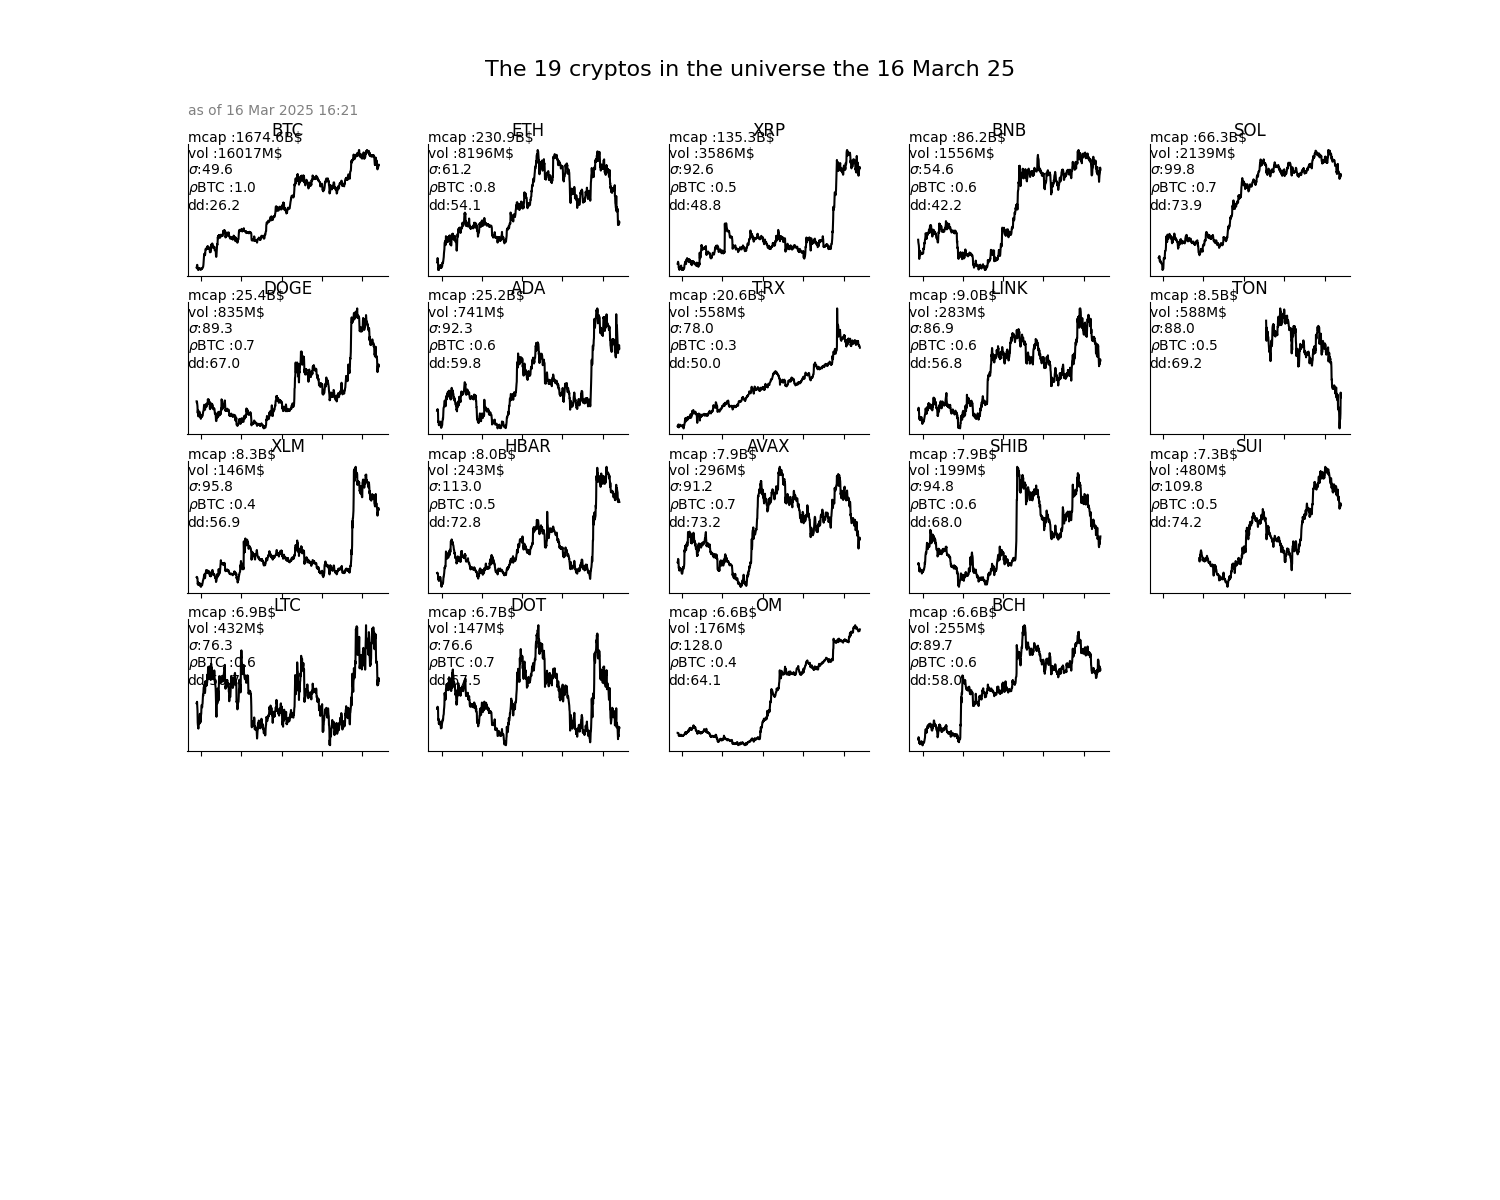 The 19 cryptos in the universe the 16 March 25
as of 16 Mar 2025 16:21
BTC
mcap :1674.6B$
vol :16017M$
σ:49.6
ρBTC :1.0
dd:26.2
ETH
mcap :230.9B$
vol :8196M$
σ:61.2
ρBTC :0.8
dd:54.1
XRP
mcap :135.3B$
vol :3586M$
σ:92.6
ρBTC :0.5
dd:48.8
BNB
mcap :86.2B$
vol :1556M$
σ:54.6
ρBTC :0.6
dd:42.2
SOL
mcap :66.3B$
vol :2139M$
σ:99.8
ρBTC :0.7
dd:73.9
DOGE
mcap :25.4B$
vol :835M$
σ:89.3
ρBTC :0.7
dd:67.0
ADA
mcap :25.2B$
vol :741M$
σ:92.3
ρBTC :0.6
dd:59.8
TRX
mcap :20.6B$
vol :558M$
σ:78.0
ρBTC :0.3
dd:50.0
LINK
mcap :9.0B$
vol :283M$
σ:86.9
ρBTC :0.6
dd:56.8
TON
mcap :8.5B$
vol :588M$
σ:88.0
ρBTC :0.5
dd:69.2
XLM
mcap :8.3B$
vol :146M$
σ:95.8
ρBTC :0.4
dd:56.9
HBAR
mcap :8.0B$
vol :243M$
σ:113.0
ρBTC :0.5
dd:72.8
AVAX
mcap :7.9B$
vol :296M$
σ:91.2
ρBTC :0.7
dd:73.2
SHIB
mcap :7.9B$
vol :199M$
σ:94.8
ρBTC :0.6
dd:68.0
SUI
mcap :7.3B$
vol :480M$
σ:109.8
ρBTC :0.5
dd:74.2
LTC
mcap :6.9B$
vol :432M$
σ:76.3
ρBTC :0.6
DOT
mcap :6.7B$
vol :147M$
σ:76.6
ρBTC :0.7
dd:67.5
OM
mcap :6.6B$
vol :176M$
σ:128.0
ρBTC :0.4
dd:64.1
BCH
mcap :6.6B$
vol :255M$
σ:89.7
ρBTC :0.6
dd:58.0